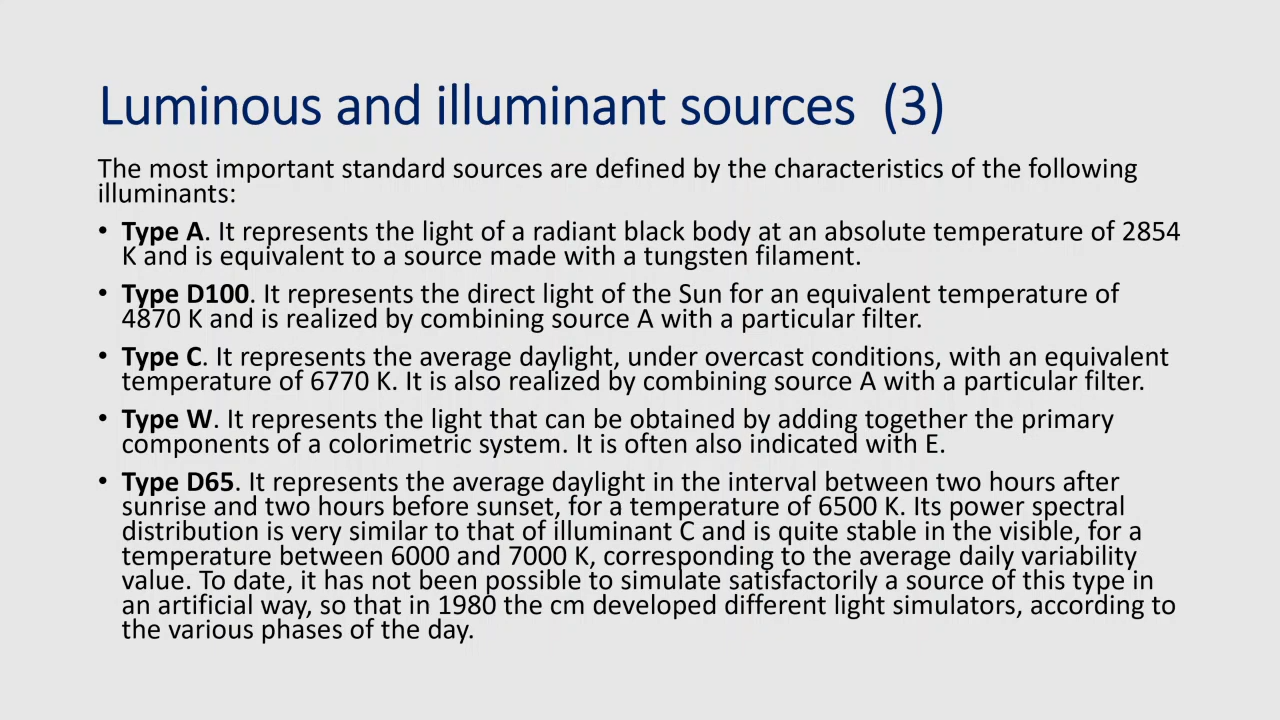 Luminous and illuminant sources (3)
The most important standard sources are defined by the characteristics of the following
illuminants:
• Type A. It represents the light of a radiant black body at an absolute temperature of 2854
K and is equivalent to a source made with a tungsten filament.
• Type D100. It represents the direct light of the Sun for an equivalent temperature of
4870 K and is realized by combining source A with a particular filter.
• Type C. It represents the average daylight, under overcast conditions, with an equivalent
temperature of 6770 K. It is also realized by combining source A with a particular filter.
• Type W. It represents the light that can be obtained by adding together the primary
components of a colorimetric system. It is often also indicated with E.
• Type D65. It represents the average daylight in the interval between two hours after
sunrise and two hours before sunset, for a temperature of 6500 K. Its power spectral
distribution is very similar to that of illuminant C and is quite stable in the visible, for a
temperature between 6000 and 7000 K, corresponding to the average daily variability
value. To date, it has not been possible to simulate satisfactorily a source of this type in
an artificial way, so that in 1980 the cm developed different light simulators, according to
the various phases of the day.